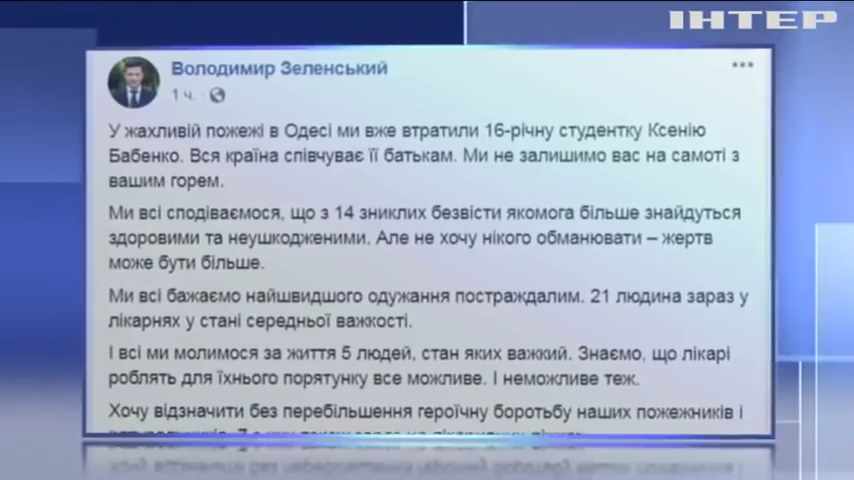 ІНТЕР
Володимир Зеленський
1 ч.
У жахливій пожежі в Одесі ми вже втратили 16-річну студентку Ксенію
Бабенко. Вся країна співчуває її батькам. Ми не залишимо вас на самоті з
вашим горем.
Ми всі сподіваємося, що з 14 зниклих безвісти якомога більше знайдуться
здоровими та неушкодженими. Але не хочу нікого обманювати – жертв
може бути більше.
Ми всі бажаємо найшвидшого одужання постраждалим. 21 людина зараз у
лікарнях у стані середньої важкості.
І всі ми молимося за життя 5 людей, стан яких важкий. Знаємо, що лікарі
роблять для їхнього порятунку все можливе. І неможливе теж.
Хочу відзначити без перебільшення героїчну боротьбу наших пожежників і